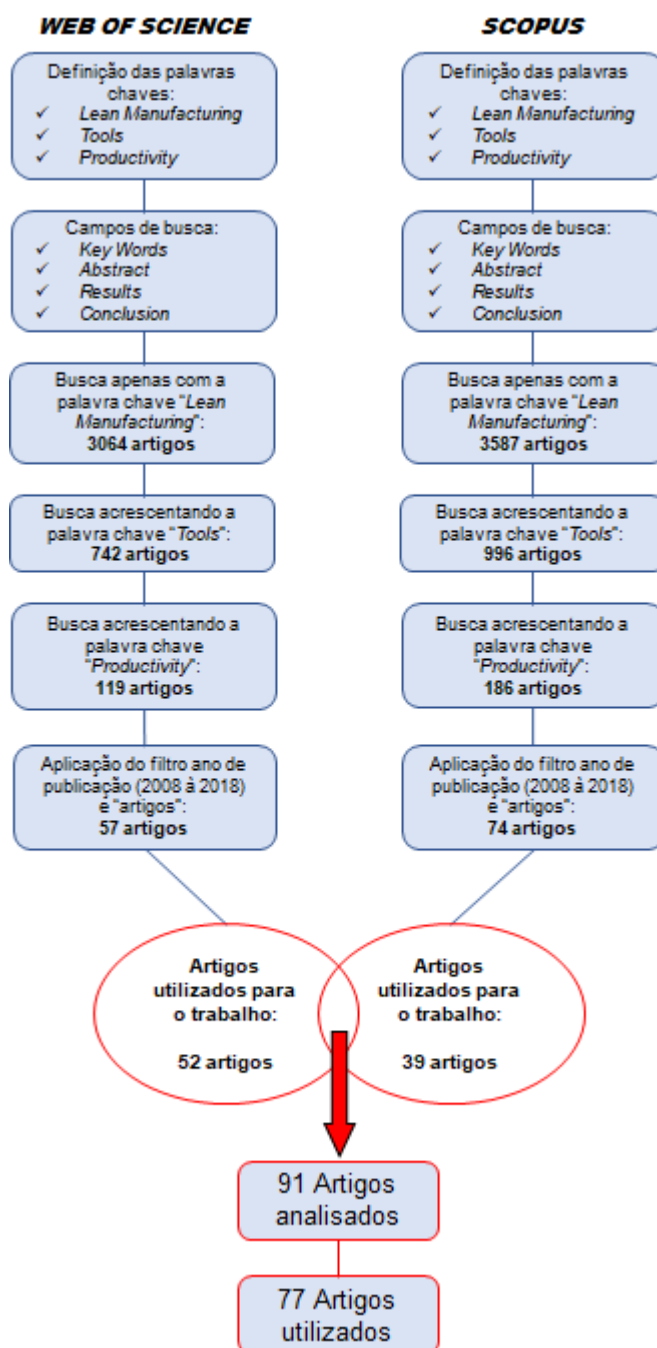 WEB OF SCIENCE
Definição das palavras
chaves:
✓ Lean Manufacturing
✓ Tools
✓ Productivity
Campos de busca:
✓ Key Words
✓ Abstract
✓ Results
✓ Conclusion
Busca apenas com a
palavra chave “Lean
Manufacturing”:
3064 artigos
Busca acrescentando a
palavra chave “Tools”:
742 artigos
Busca acrescentando a
palavra chave
“Productivity”:
119 artigos
Aplicação do filtro ano de
publicação (2008 à 2018)
e “artigos”:
57 artigos
Artigos
utilizados para
o trabalho:
52 artigos
SCOPUS
Definição das palavras
chaves:
✓ Lean Manufacturing
✓ Tools
✓ Productivity
Campos de busca:
✓ Key Words
✓ Abstract
✓ Results
✓ Conclusion
Busca apenas com a
palavra chave “Lean
Manufacturing”:
3587 artigos
Busca acrescentando a
palavra chave “Tools”:
996 artigos
Busca acrescentando a
palavra chave
“Productivity”:
186 artigos
Aplicação do filtro ano de
publicação (2008 à 2018)
e “artigos”:
74 artigos
Artigos
utilizados para
o trabalho:
39 artigos
91 Artigos
analisados
77 Artigos
utilizados